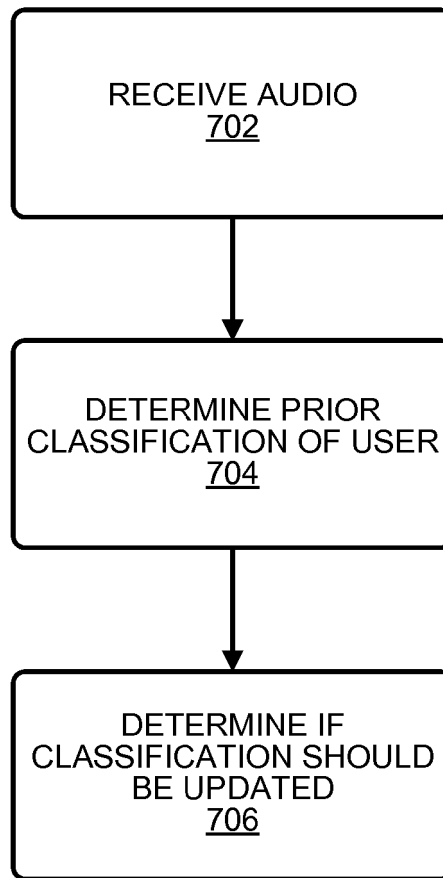 RECEIVE AUDIO
702
DETERMINE PRIOR
CLASSIFICATION OF USER
704
DETERMINE IF
CLASSIFICATION SHOULD
BE UPDATED
706